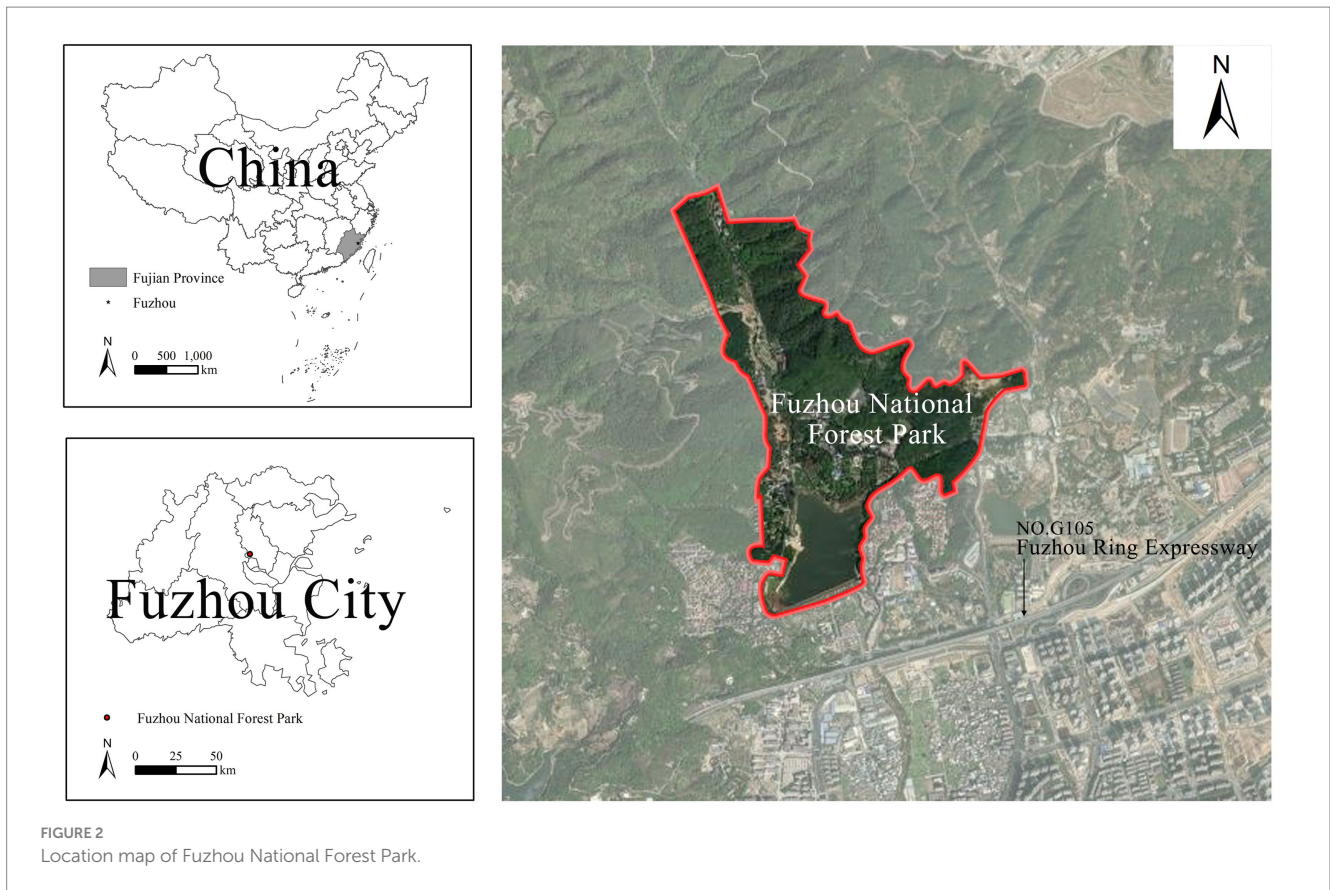 China
Fujian Province
Fuzhou
N
0 500 1,000
km
Fuzhou City
Fuzhou National Forest Park
N
0 25 50
km
N
Fuzhou National
Forest Park
NO.G105
Fuzhou Ring Expressway
FIGURE 2
Location map of Fuzhou National Forest Park.